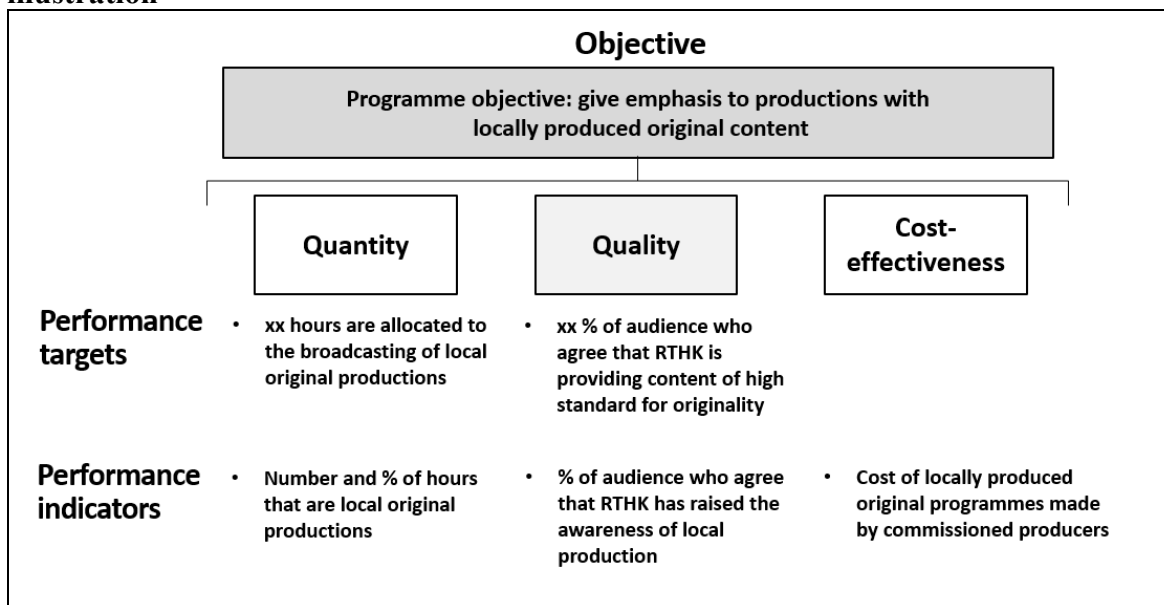 Objective
Programme objective: give emphasis to productions with
locally produced original content
Quantity
Quality
Cost-
effectiveness
Performance
targets
• xx hours are allocated to
the broadcasting of local
original productions
• xx % of audience who
agree that RTHK is
providing content of high
standard for originality
Performance
indicators
• Number and % of hours
that are local original
productions
• % of audience who agree
that RTHK has raised the
awareness of local
production
• Cost of locally produced
original programmes made
by commissioned producers